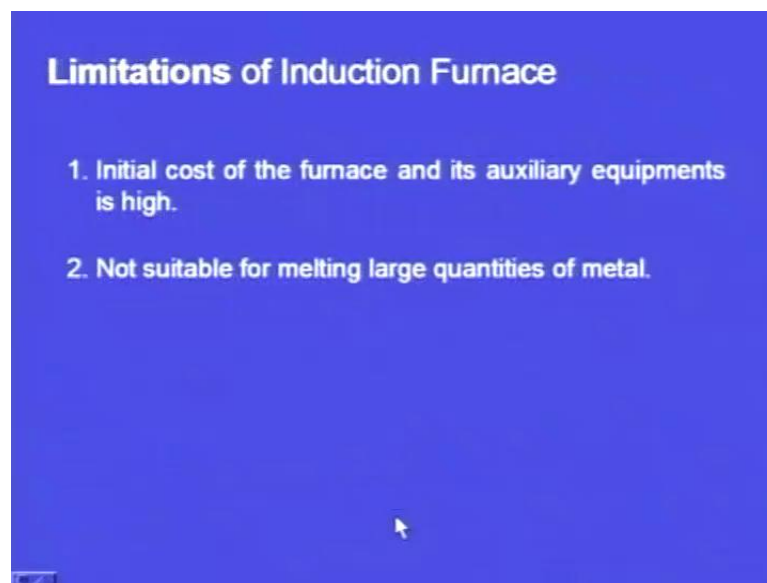 Limitations of Induction Furnace
1. Initial cost of the furnace and its auxiliary equipments
is high.
2. Not suitable for melting large quantities of metal.